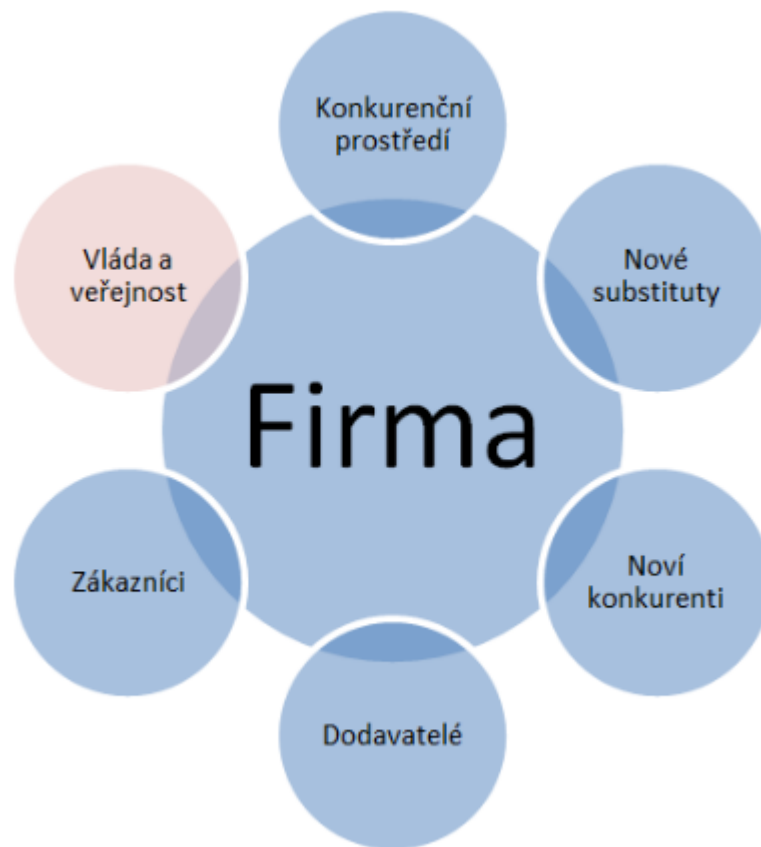 Konkurenční
prostředí
Vláda a
veřejnost
Nové
substituty
Firma
Zákazníci
Noví
konkurenti
Dodavatelé